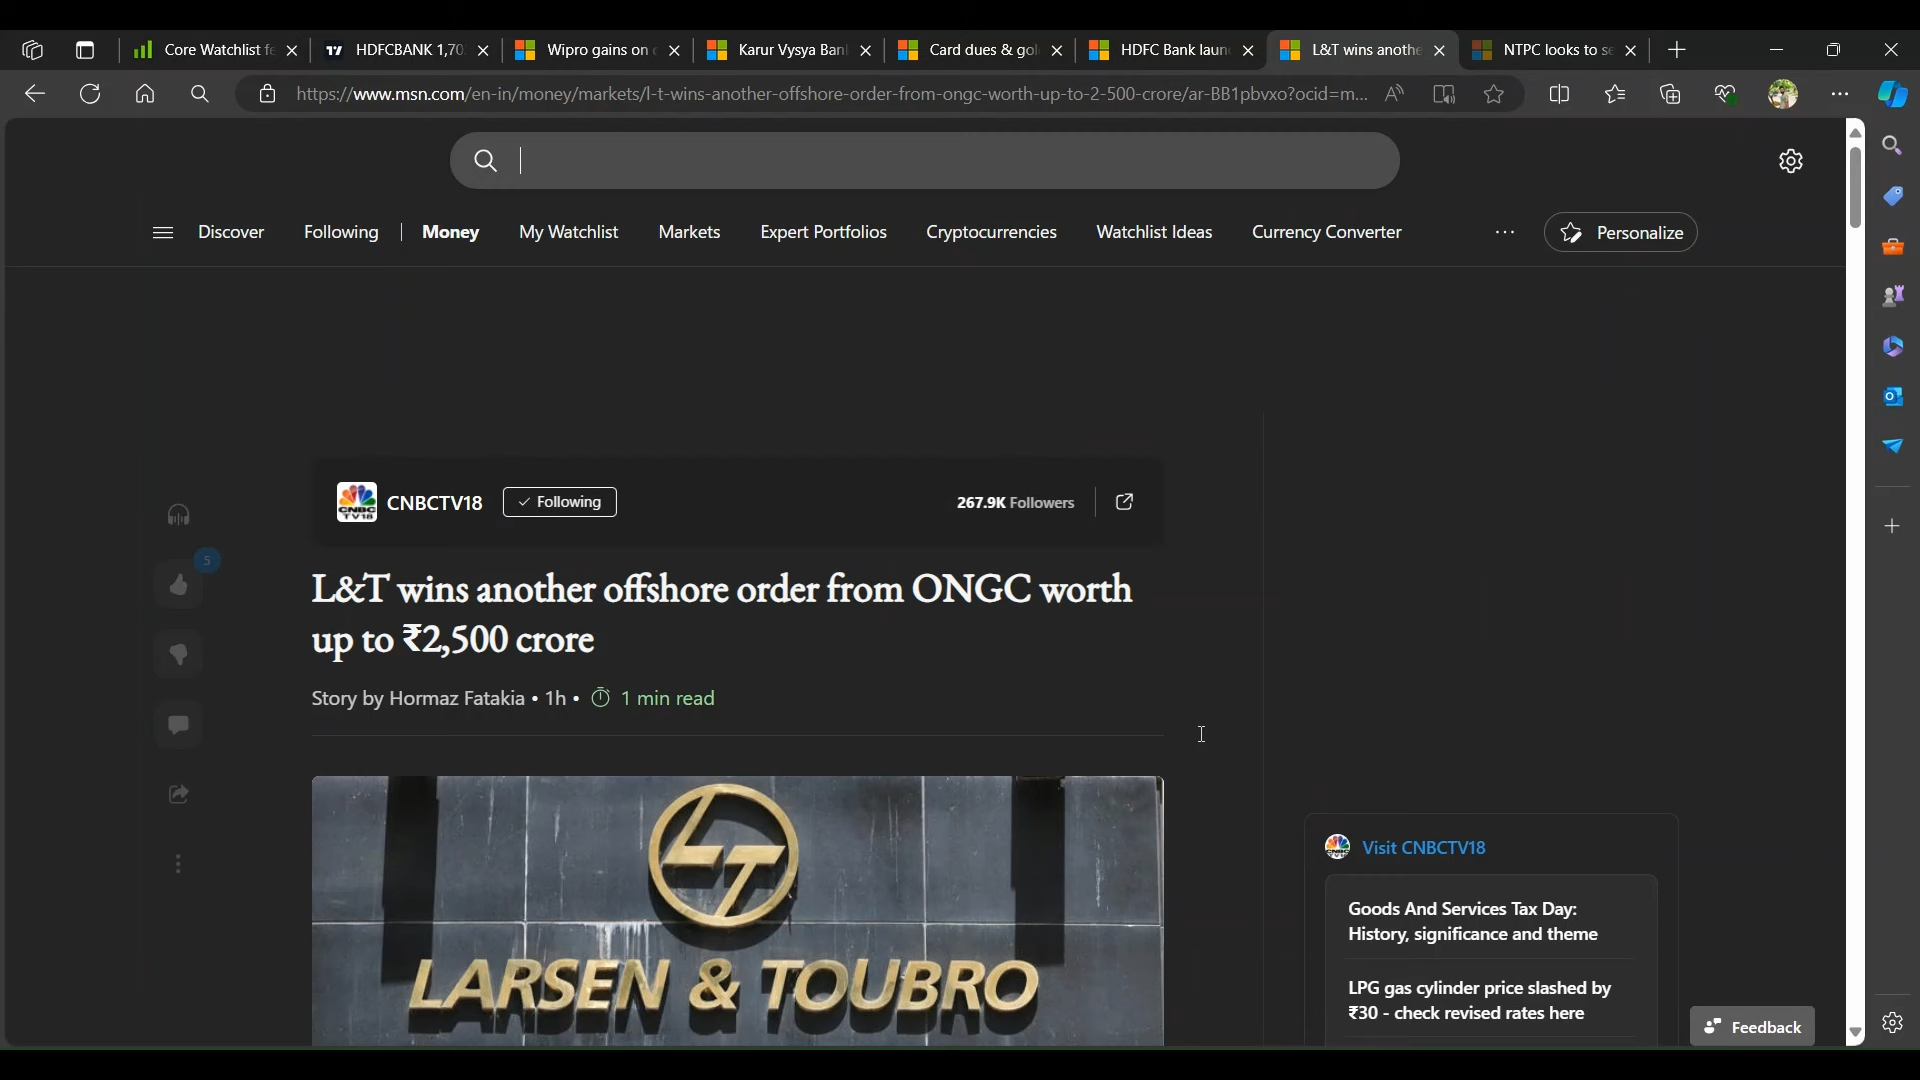 Core Watchlist fe
HDFCBANK 1,70
Wipro gains on
Karur Vysya Ban
Card dues & gol
HDFC Bank laun
L&T wins anothe
NTPC looks to se
https://www.msn.com/en-in/money/markets/l-t-wins-another-offshore-order-from-ongc-worth-up-to-2-500-crore/ar-BB1pbvxo?ocid=m...
Discover Following Money My Watchlist Markets Expert Portfolios Cryptocurrencies Watchlist Ideas Currency Converter ... Personalize
CNBCTV18 Following 267.9K Followers
5
L&T wins another offshore order from ONGC worth
up to ₹2,500 crore
Story by Hormaz Fatakia • 1h • 1 min read
LARSEN & TOUBRO
Visit CNBCTV18
Goods And Services Tax Day:
History, significance and theme
LPG gas cylinder price slashed by
₹30 - check revised rates here
Feedback